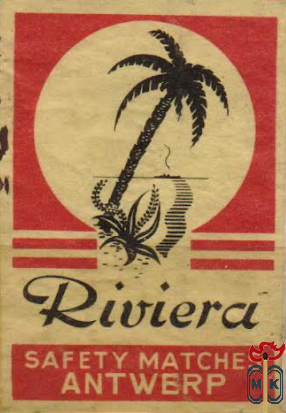 Riviera
SAFETY MATCHE
ANTWERP
M K